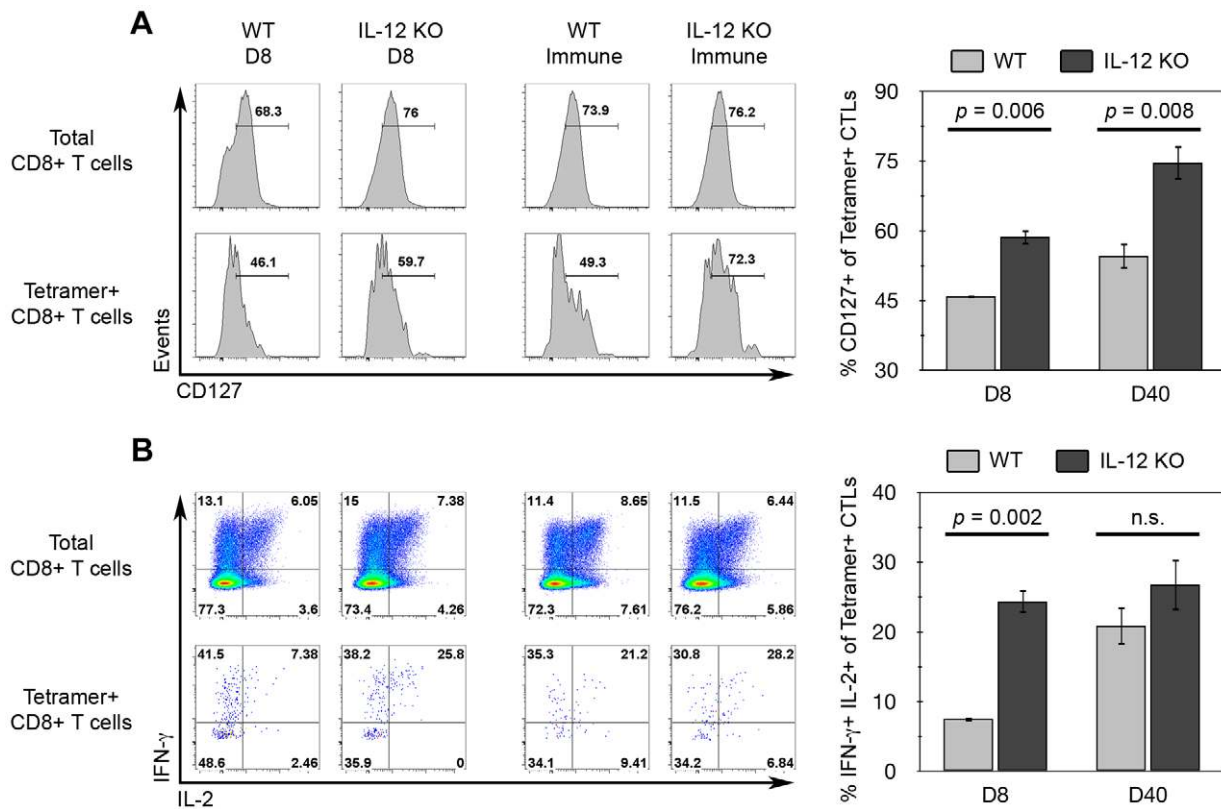 A
WT
D8
IL-12 KO
D8
WT
Immune
IL-12 KO
Immune
Total
CD8+ T cells
68.3
76
73.9
76.2
Tetramer+
CD8+ T cells
46.1
59.7
49.3
72.3
Events
CD127
WT
IL-12 KO
% CD127+ of Tetramer+ CTLs
90
75
60
45
30
p = 0.006
p = 0.008
D8
D40
B
Total
CD8+ T cells
13.1 6.05
77.3 3.6
15 7.38
73.4 4.26
11.4 8.65
72.3 7.61
11.5 6.44
76.2 5.86
Tetramer+
CD8+ T cells
41.5 7.38
48.6 2.46
38.2 25.8
35.9 0
35.3 21.2
34.1 9.41
30.8 28.2
34.2 6.84
IFN-γ
IL-2
WT
IL-12 KO
% IFN-γ+ IL-2+ of Tetramer+ CTLs
40
30
20
10
0
p = 0.002
n.s.
D8
D40